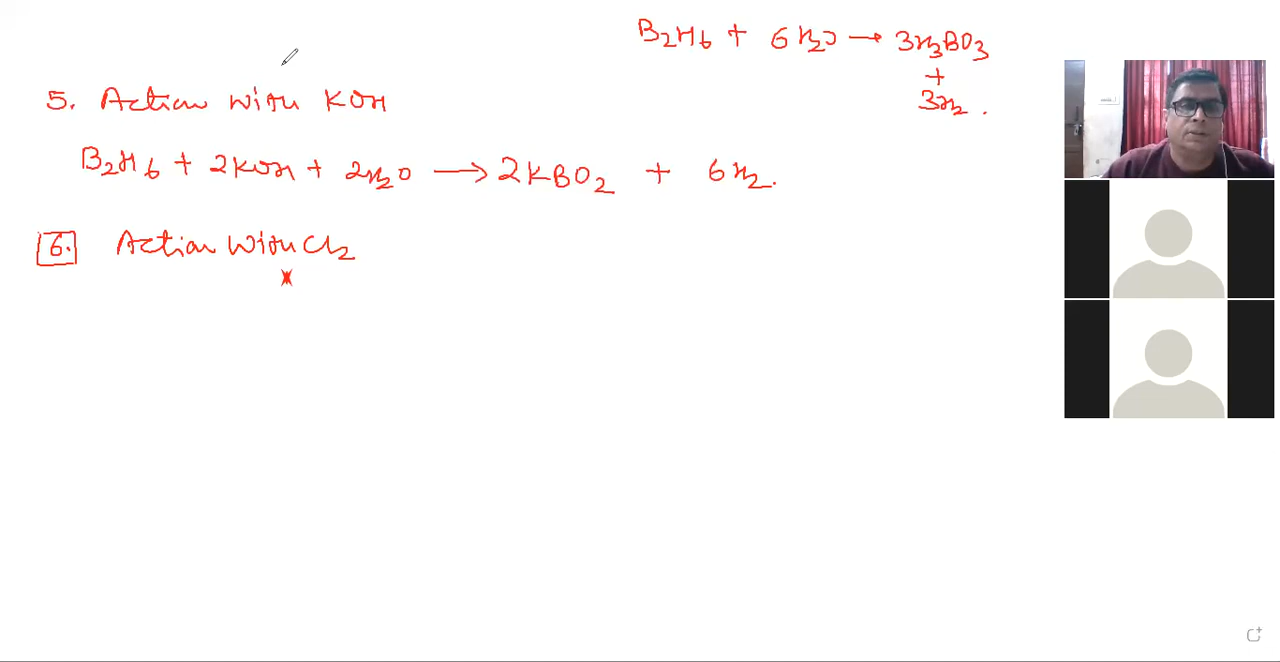 B₂H₆ + 6H₂O → 3H₃BO₃
+
3H₂.
5. Action with KOH
B₂H₆ + 2KOH + 2H₂O → 2KBO₂ + 6H₂.
6. Action with Cl₂